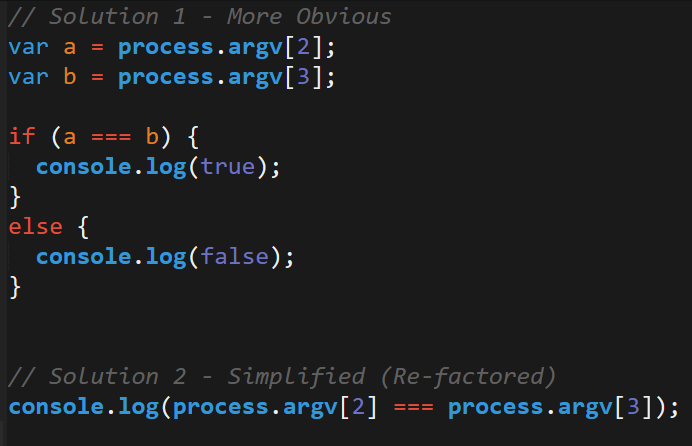 // Solution 1 - More Obvious
var a = process.argv[2];
var b = process.argv[3];
if (a === b) {
  console.log(true);
}
else {
  console.log(false);
}
// Solution 2 - Simplified (Re-factored)
console.log(process.argv[2] === process.argv[3]);